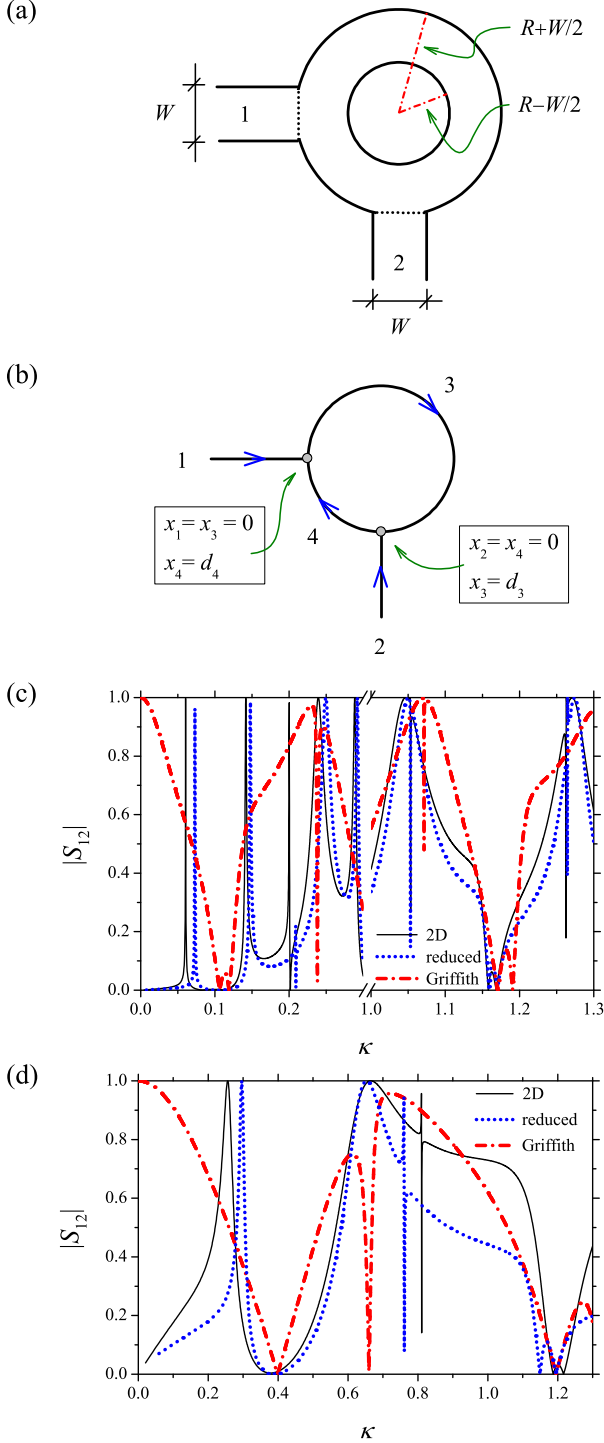 (a)
R+W/2
W
1
R−W/2
2
W
(b)
3
1
x₁= x₃ = 0
x₄= d₄
4
x₂= x₄ = 0
x₃= d₃
2
(c)
1.0
0.8
0.6
0.4
0.2
0.0
|S₁₂|
2D
reduced
Griffith
0.0 0.1 0.2 1.0 1.1 1.2 1.3
κ
(d)
1.0
0.8
0.6
0.4
0.2
0.0
|S₁₂|
2D
reduced
Griffith
0.0 0.2 0.4 0.6 0.8 1.0 1.2
κ